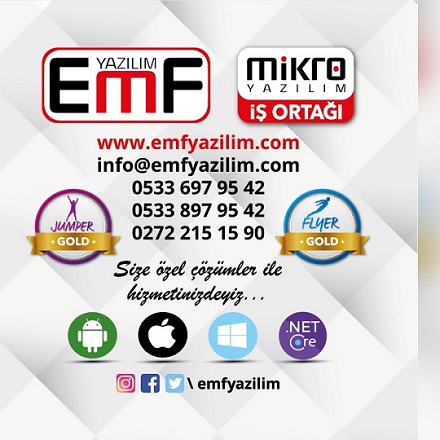 YAZILIM
EmF
mikro
YAZILIM
iŞ ORTAĞI
www.emfyazilim.com
info@emfyazilim.com
0533 697 95 42
0533 897 95 42
0272 215 15 90
JUMPER
GOLD
FLYER
GOLD
Size özel çözümler ile
hizmetinizdeyiz...
.NET
Core
\ emfyazilim